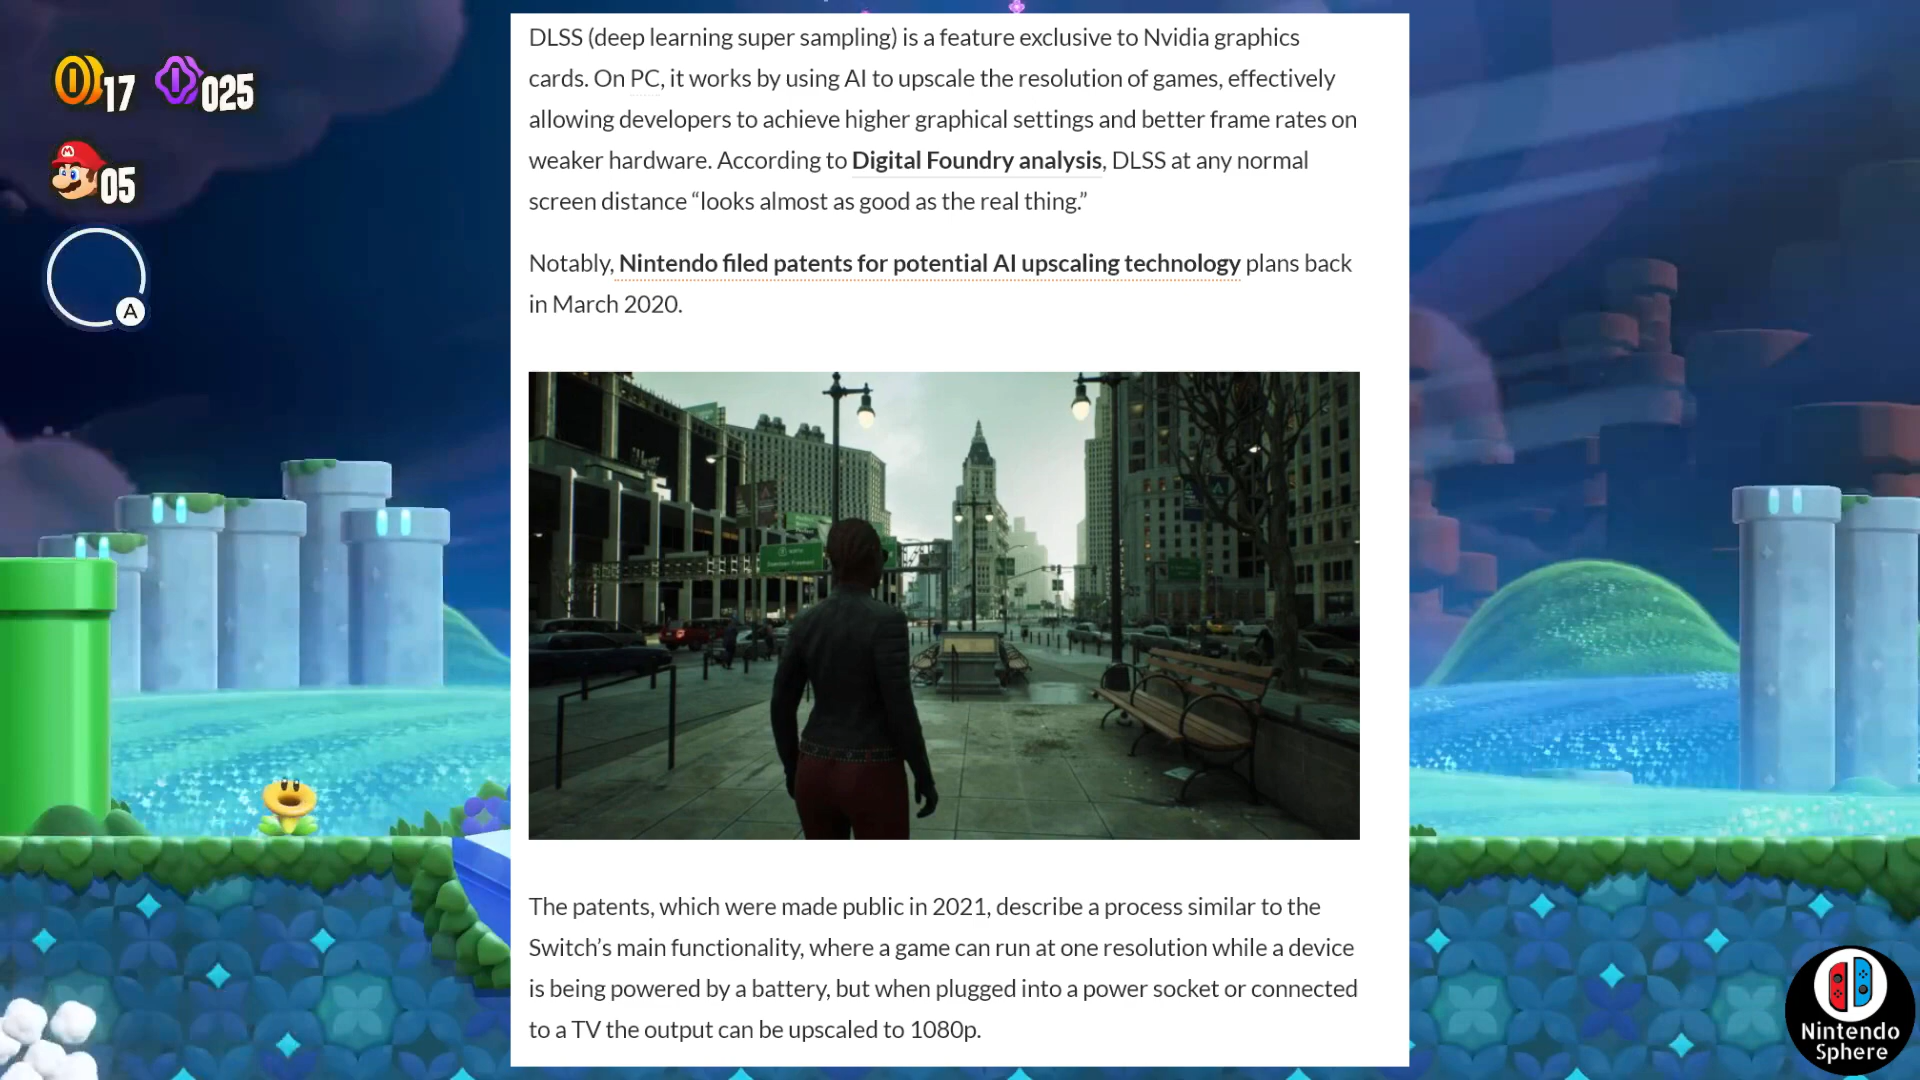 17
025
05
A
DLSS (deep learning super sampling) is a feature exclusive to Nvidia graphics
cards. On PC, it works by using AI to upscale the resolution of games, effectively
allowing developers to achieve higher graphical settings and better frame rates on
weaker hardware. According to Digital Foundry analysis, DLSS at any normal
screen distance “looks almost as good as the real thing.”
Notably, Nintendo filed patents for potential AI upscaling technology plans back
in March 2020.
The patents, which were made public in 2021, describe a process similar to the
Switch’s main functionality, where a game can run at one resolution while a device
is being powered by a battery, but when plugged into a power socket or connected
to a TV the output can be upscaled to 1080p.
Nintendo
Sphere